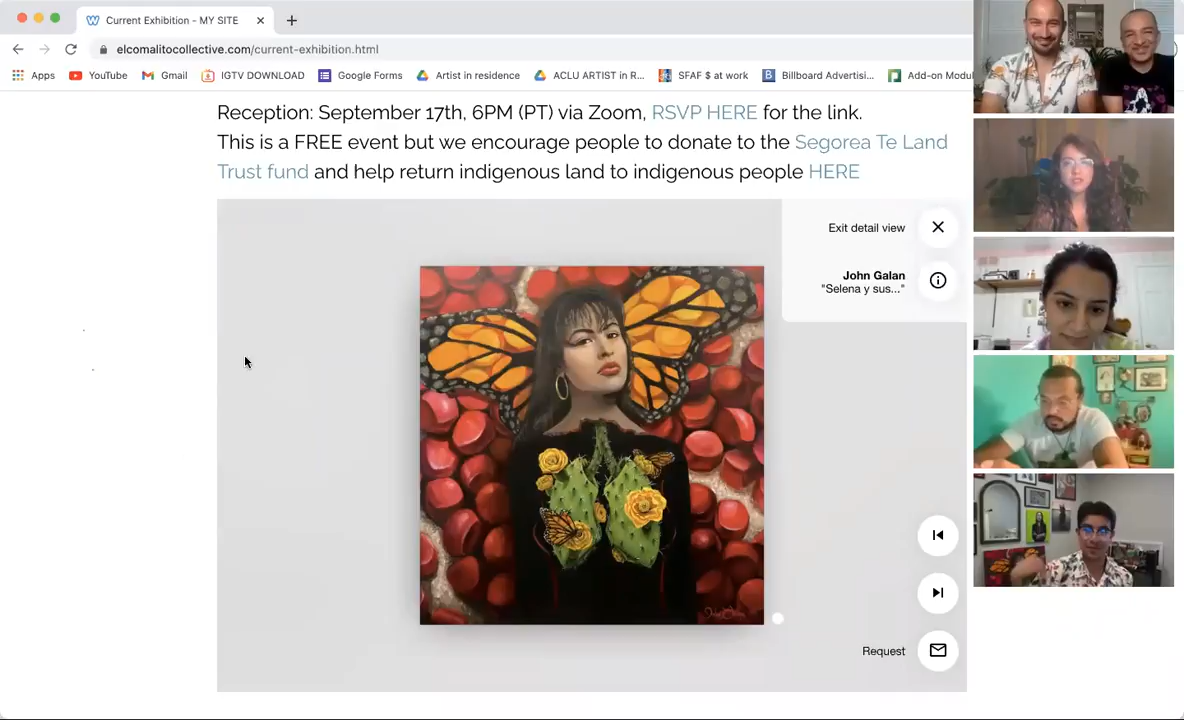 Current Exhibition - MY SITE
elcomalitocollective.com/current-exhibition.html
Apps YouTube Gmail IGTV DOWNLOAD Google Forms Artist in residence ACLU ARTIST in R... SFAF $ at work Billboard Advertisi... Add-on Modul
Reception: September 17th, 6PM (PT) via Zoom, RSVP HERE for the link.
This is a FREE event but we encourage people to donate to the Segorea Te Land
Trust fund and help return indigenous land to indigenous people HERE
Exit detail view
John Galan
"Selena y sus..."
Request